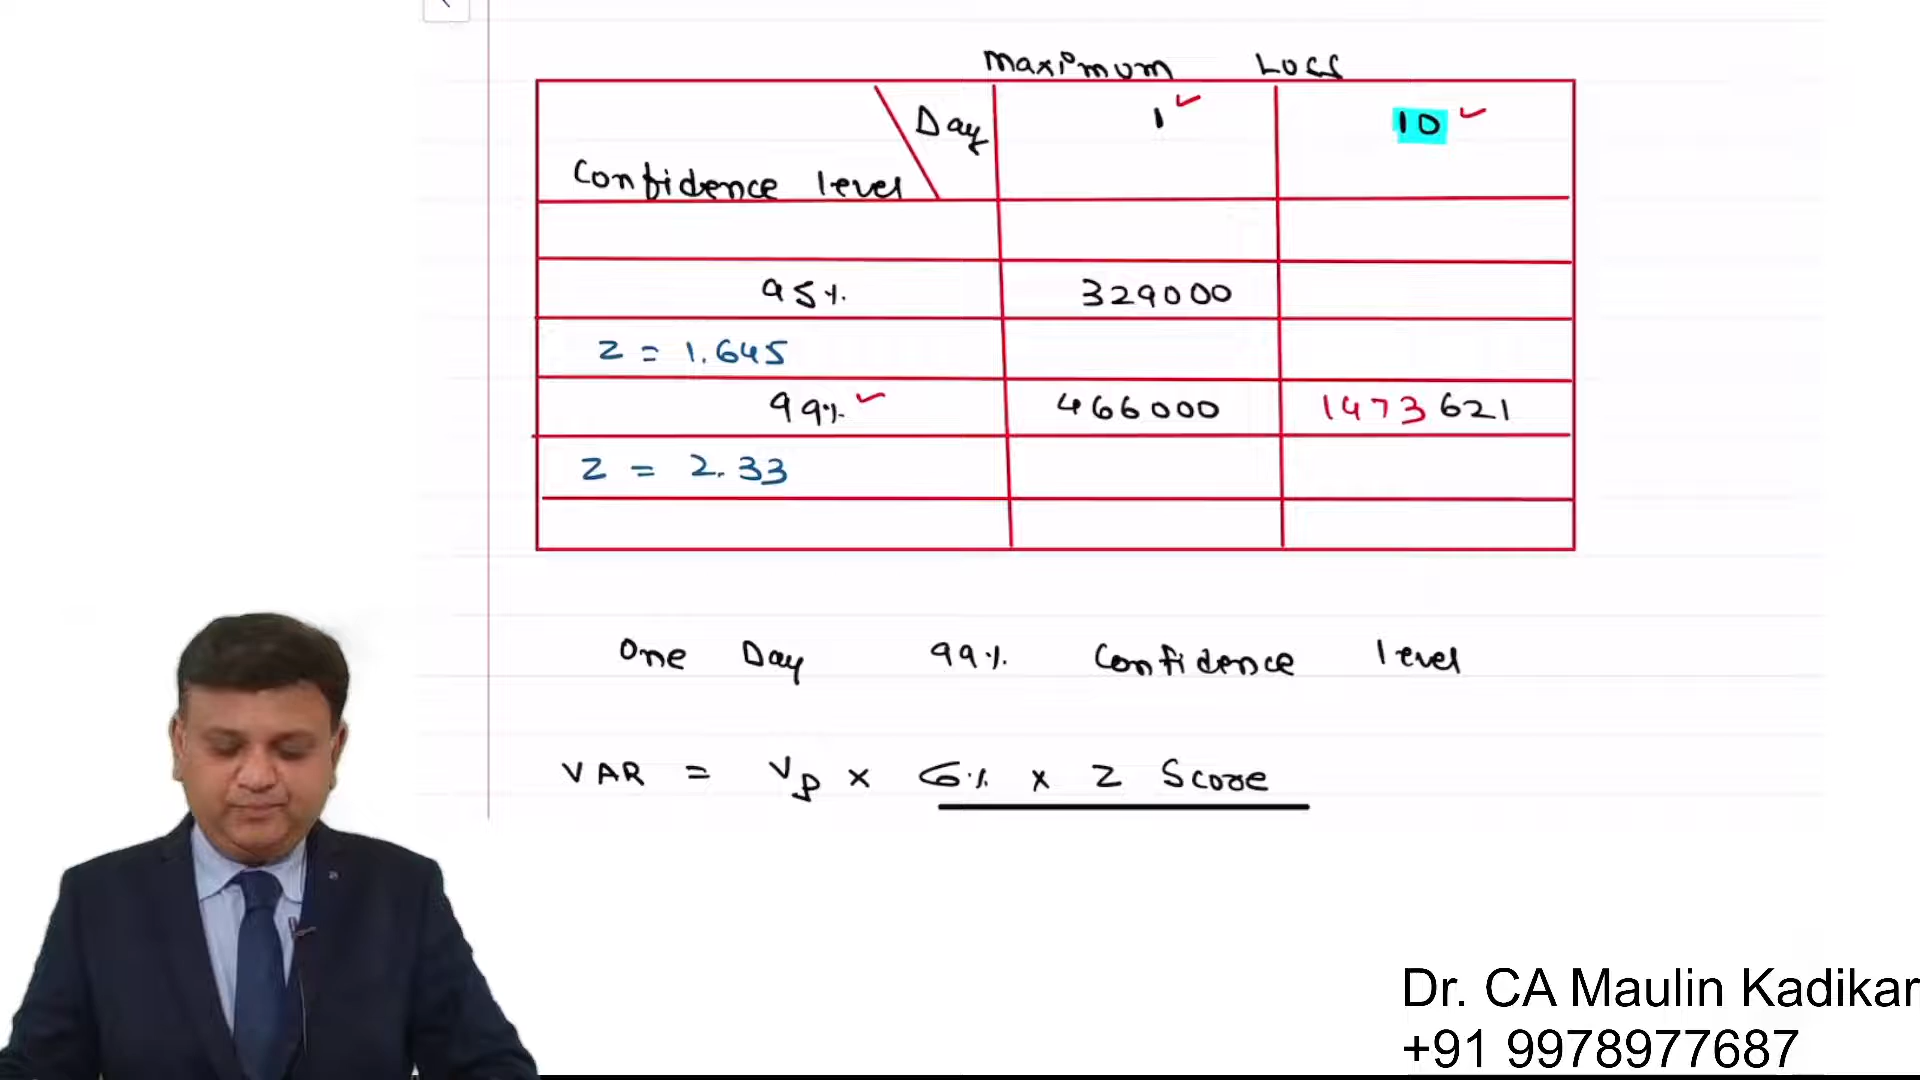 Maximum Loss
Day 1 10
Confidence level
95% 329000
Z = 1.645
99% 466000 1473621
Z = 2.33
One Day 99% Confidence level
VAR = Vp × σ% × Z Score
Dr. CA Maulin Kadikar
+91 9978977687